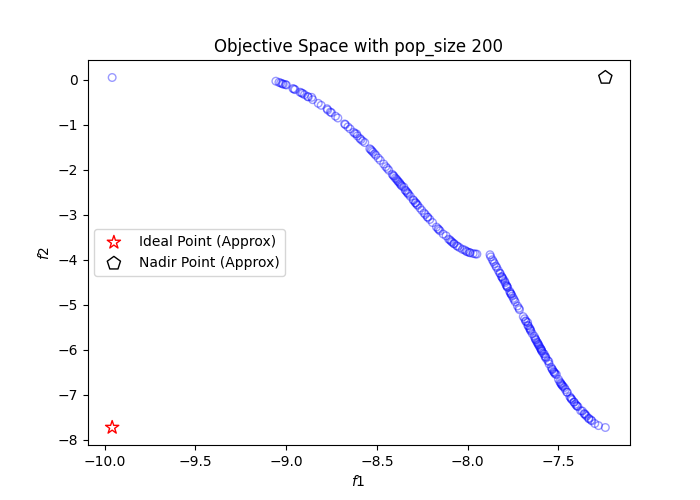 Objective Space with pop_size 200
0
−1
−2
−3
−4
−5
−6
−7
−8
f2
Ideal Point (Approx)
Nadir Point (Approx)
−10.0 −9.5 −9.0 −8.5 −8.0 −7.5
f1